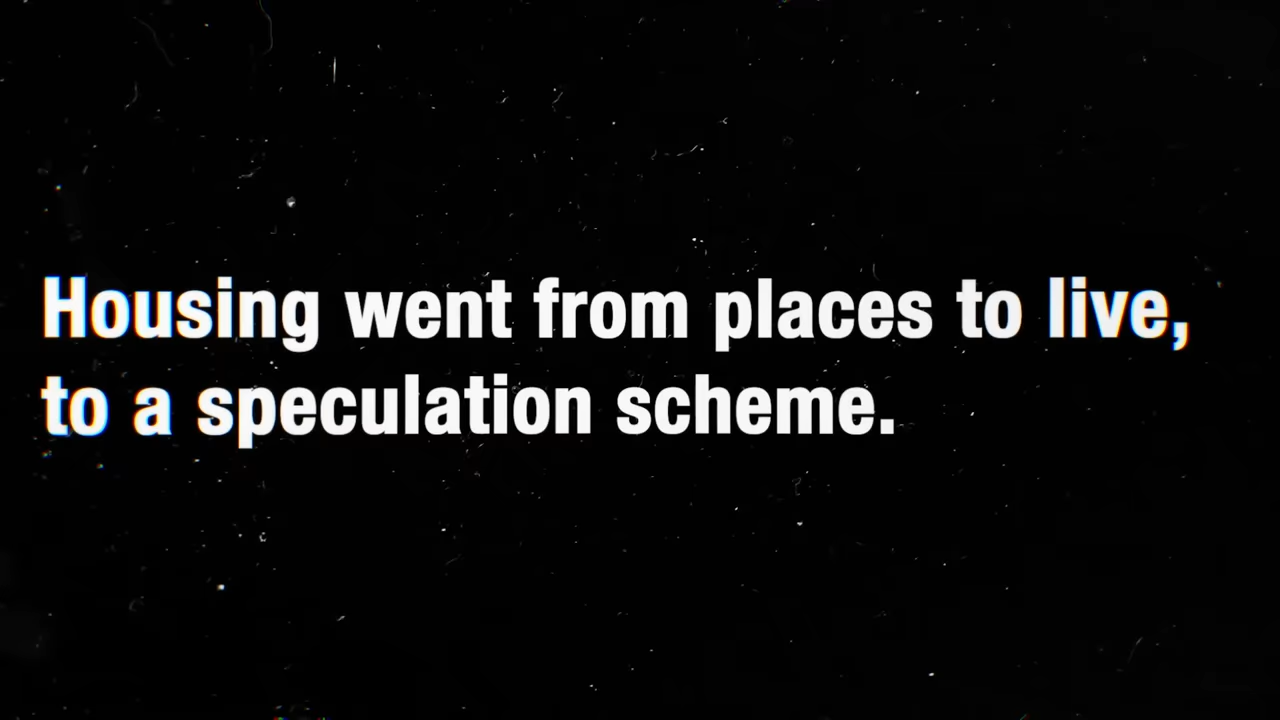 Housing went from places to live,
to a speculation scheme.